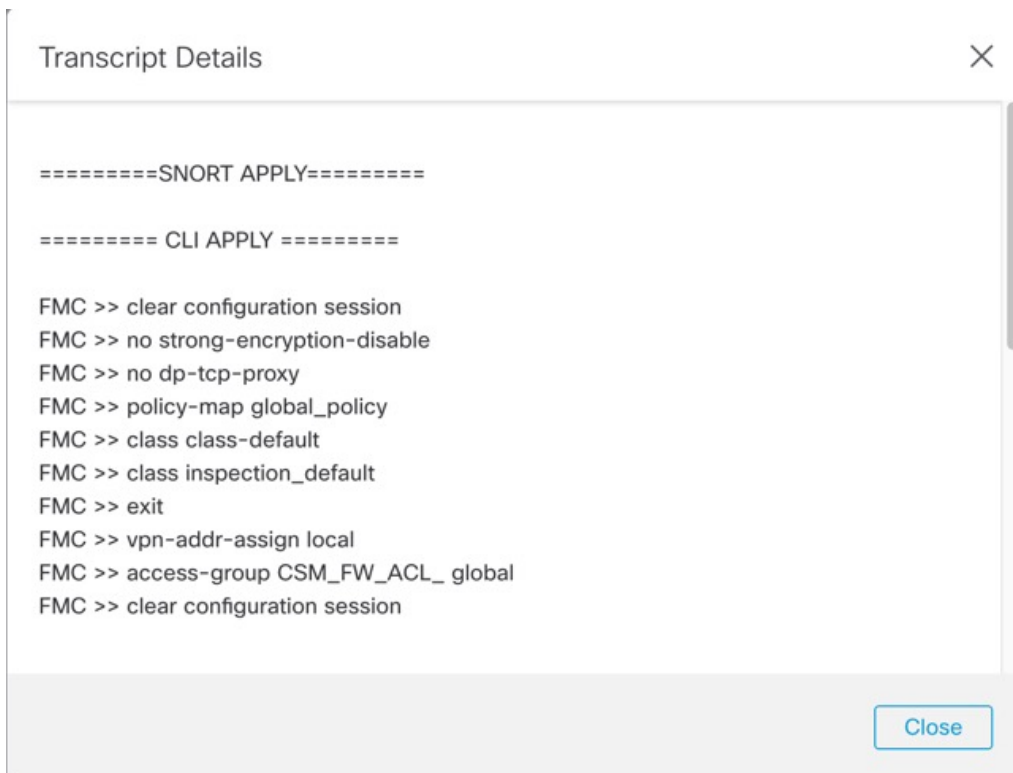 Transcript Details
=========SNORT APPLY=========
========= CLI APPLY =========
FMC >> clear configuration session
FMC >> no strong-encryption-disable
FMC >> no dp-tcp-proxy
FMC >> policy-map global_policy
FMC >> class class-default
FMC >> class inspection_default
FMC >> exit
FMC >> vpn-addr-assign local
FMC >> access-group CSM_FW_ACL_ global
FMC >> clear configuration session
Close